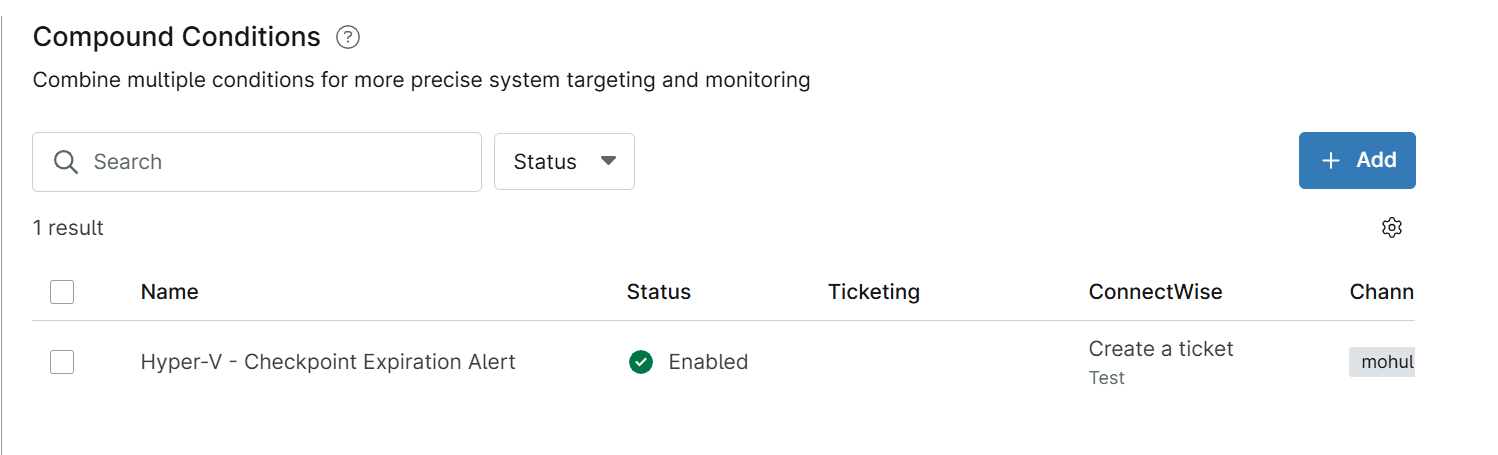 Compound Conditions ?
Combine multiple conditions for more precise system targeting and monitoring
Search
Status
+ Add
1 result
Name Status Ticketing ConnectWise Chann
Hyper-V - Checkpoint Expiration Alert Enabled Create a ticket mohul
Test